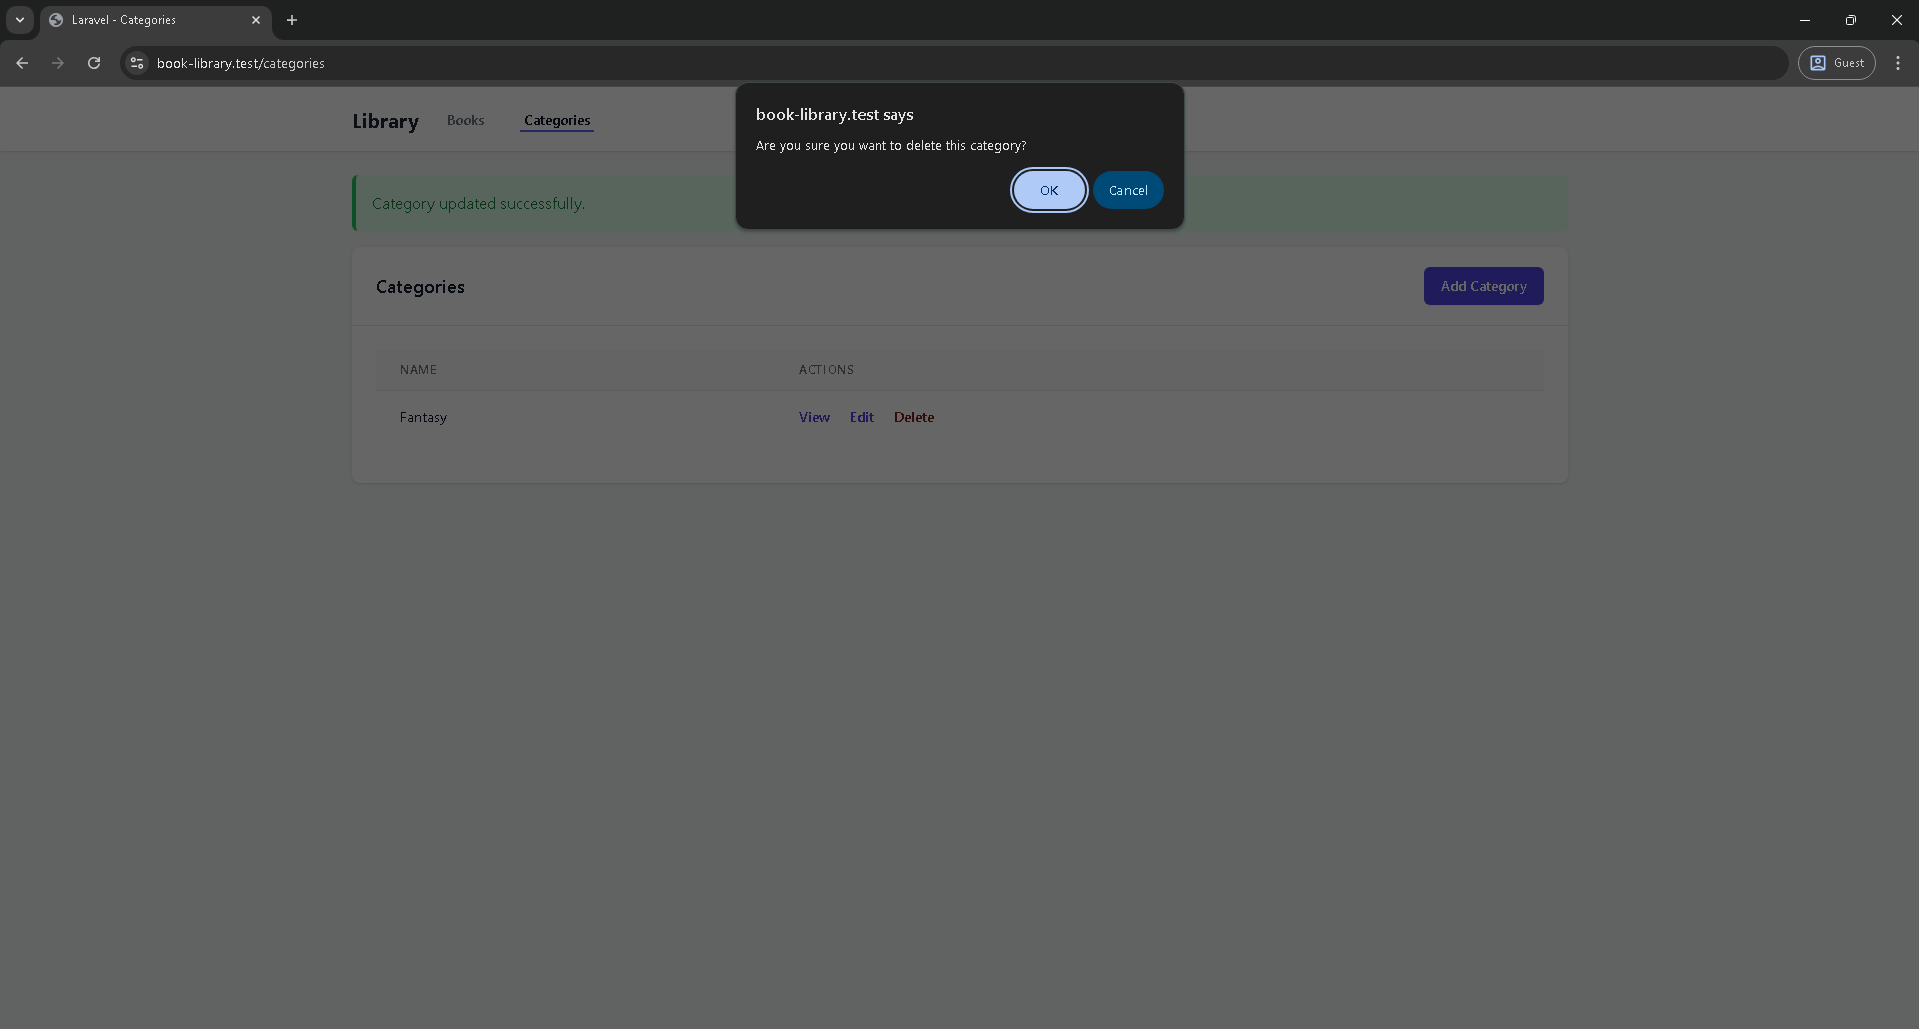 Laravel - Categories
book-library.test/categories
Guest
Library Books Categories
book-library.test says
Are you sure you want to delete this category?
OK Cancel
Category updated successfully.
Categories
Add Category
NAME ACTIONS
Fantasy View Edit Delete